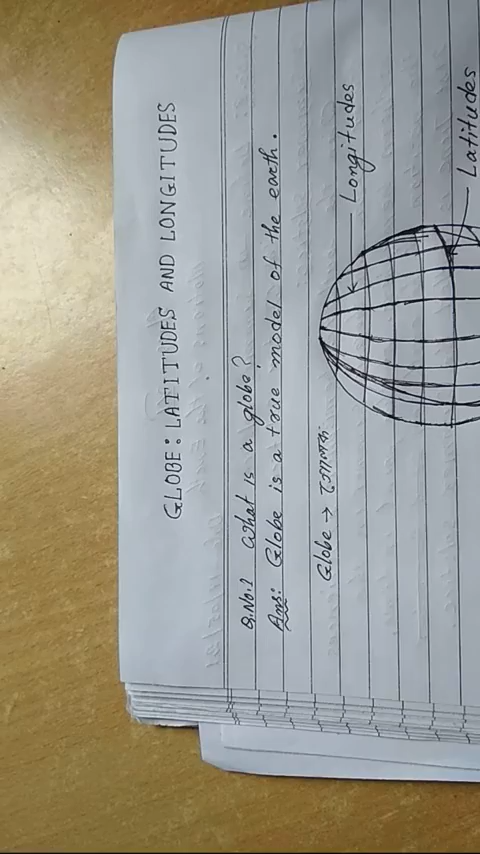 GLOBE: LATITUDES AND LONGITUDES
Q.No.1 What is a globe?
Ans: Globe is a true model of the earth.
Globe → গোলক
Longitudes
Latitudes